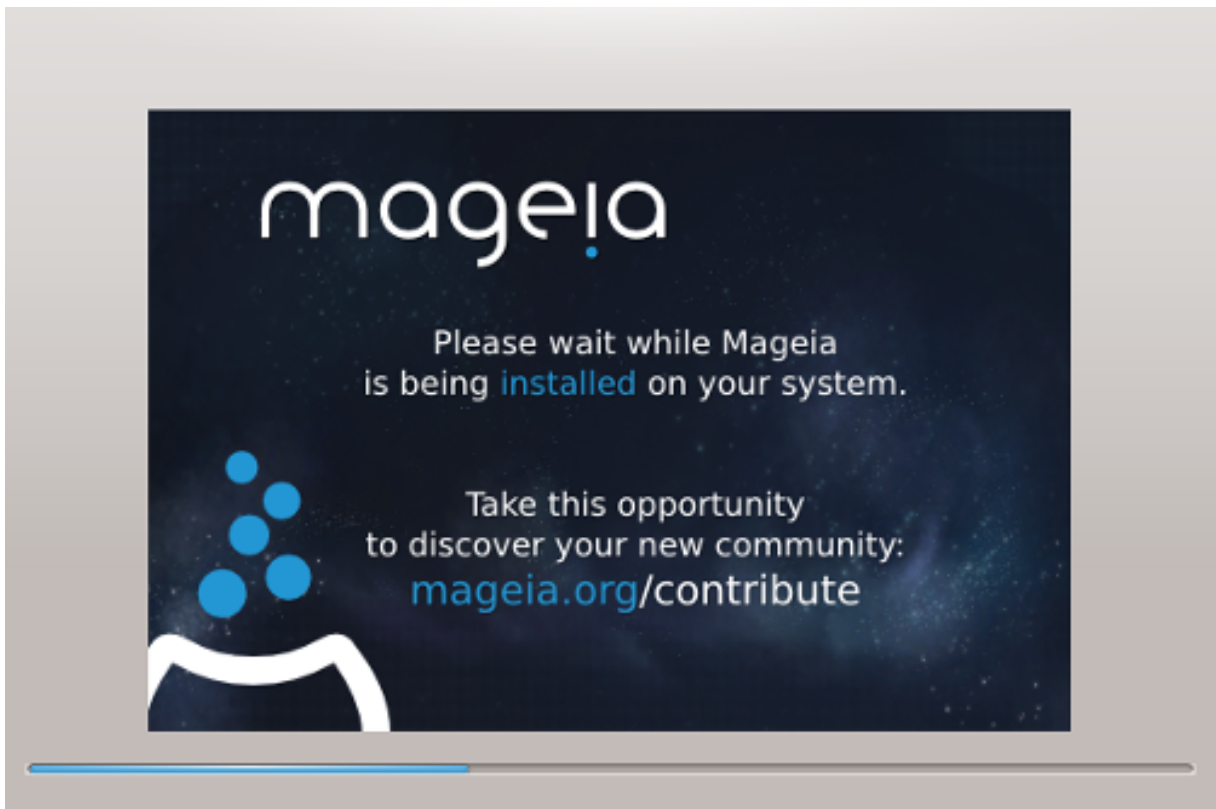 mageia
Please wait while Mageia
is being installed on your system.
Take this opportunity
to discover your new community:
mageia.org/contribute